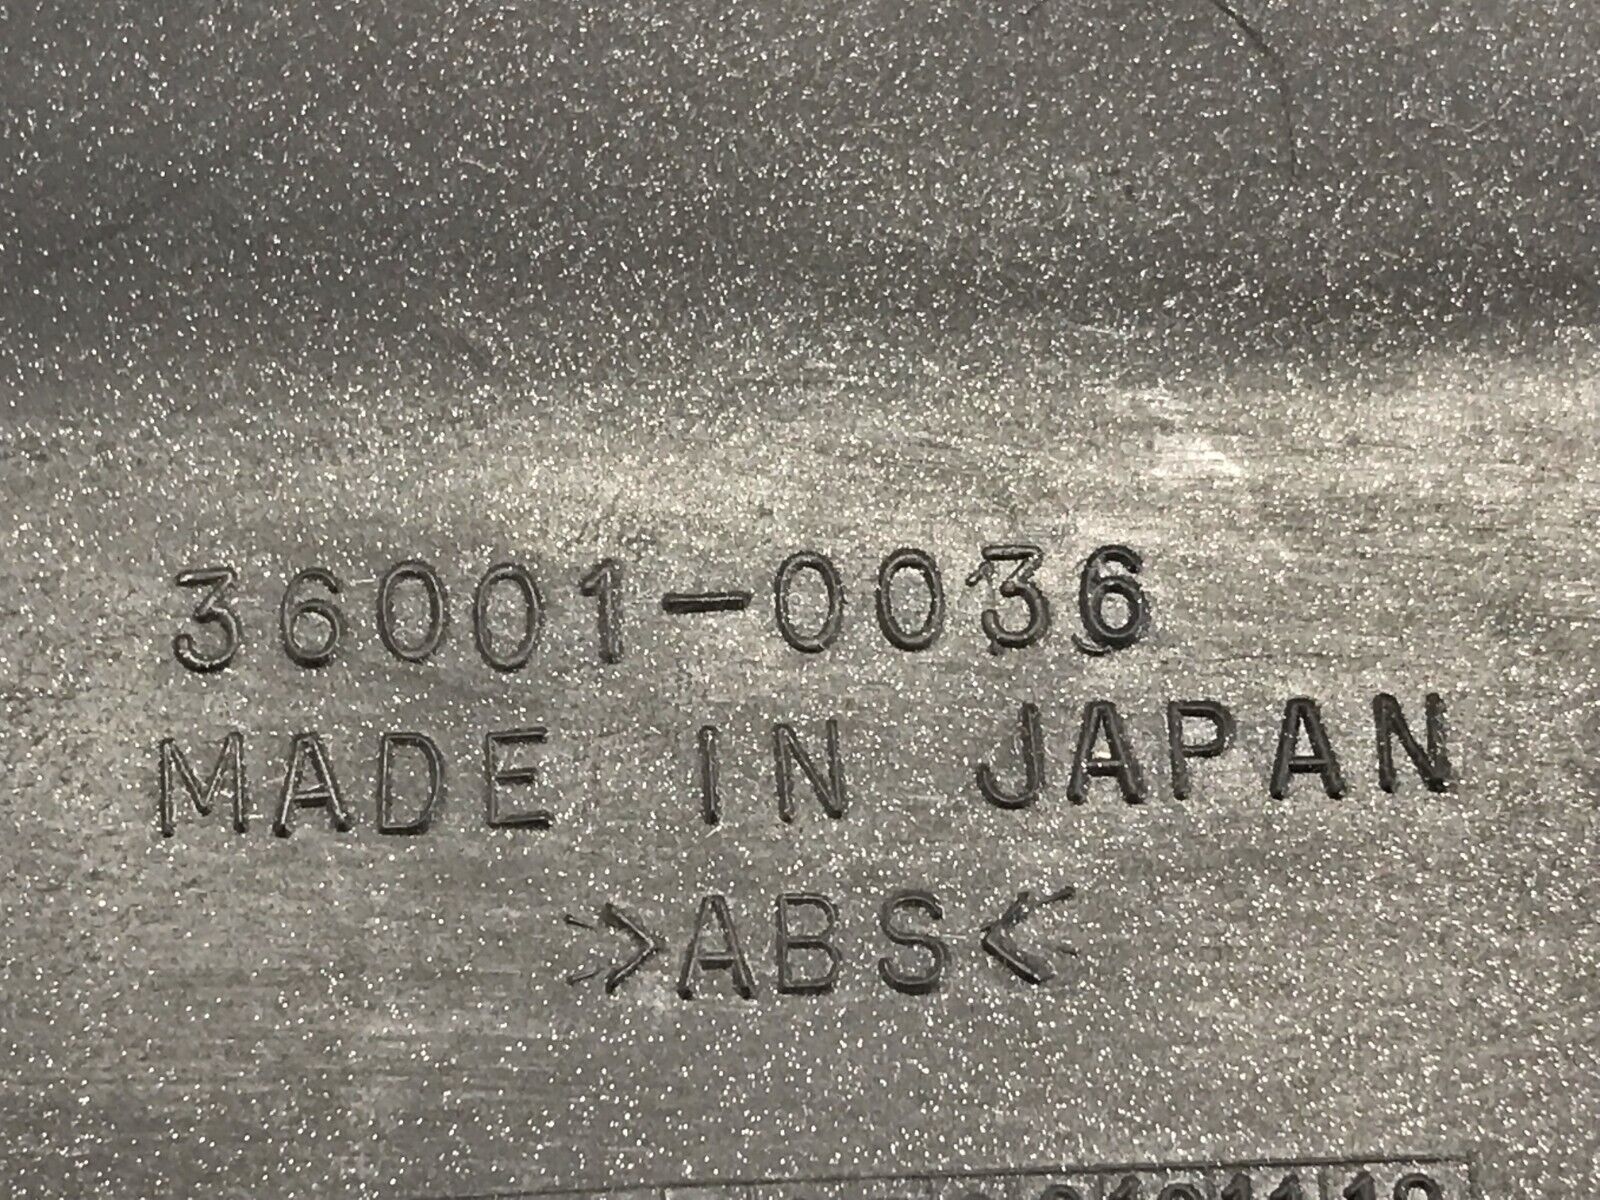 36001-0036
MADE IN JAPAN
>ABS<